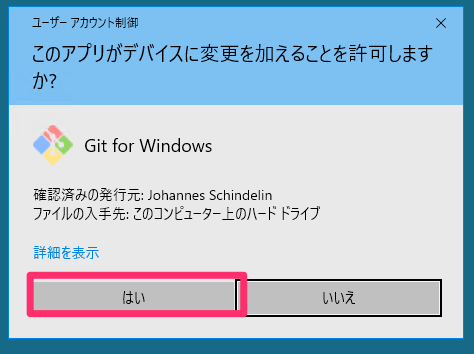 ユーザー アカウント制御
このアプリがデバイスに変更を加えることを許可します
か?
Git for Windows
確認済みの発行元: Johannes Schindelin
ファイルの入手先: このコンピューター上のハード ドライブ
詳細を表示
はい
いいえ